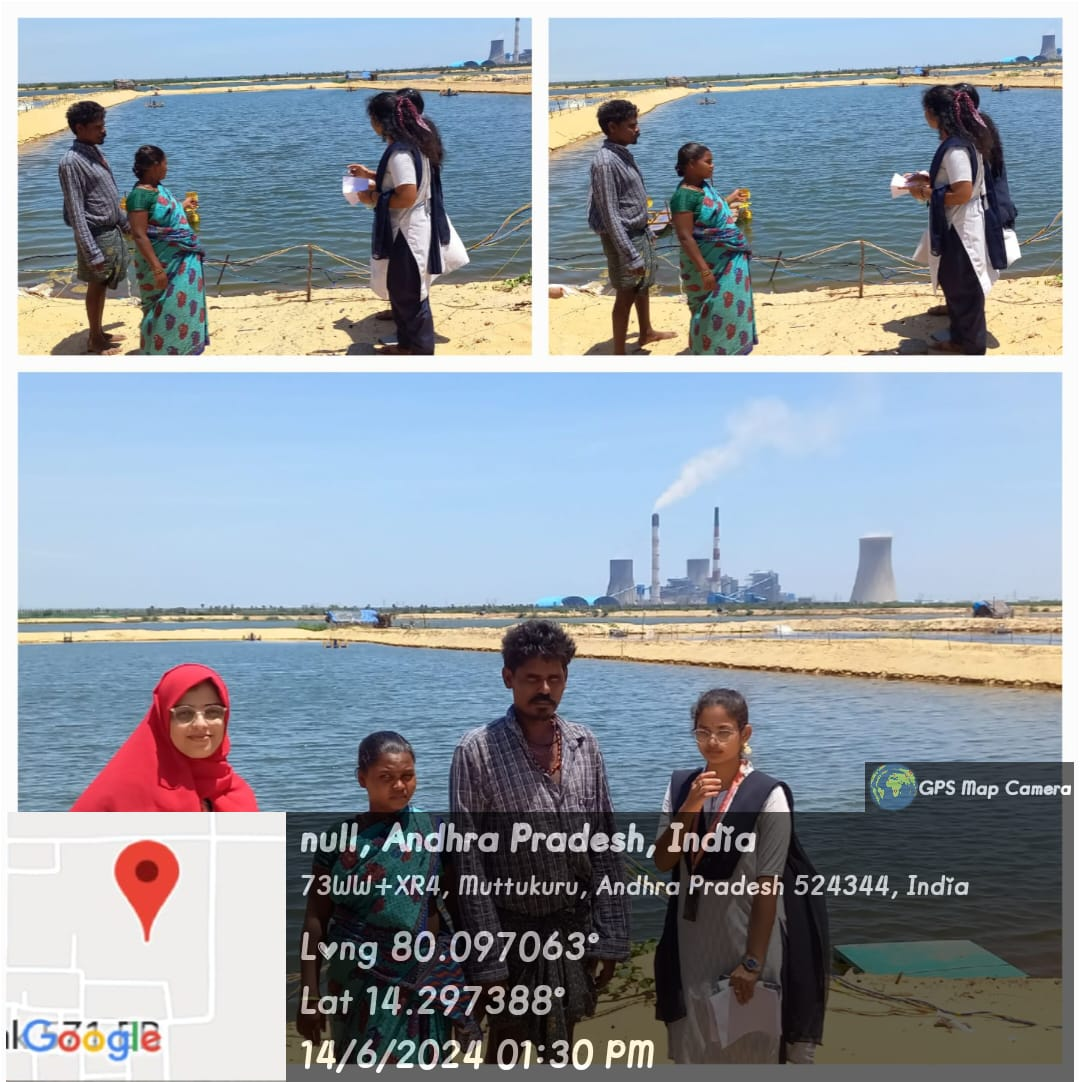 GPS Map Camera
null, Andhra Pradesh, India
73WW+XR4, Muttukuru, Andhra Pradesh 524344, India
Long 80.097063°
Lat 14.297388°
14/6/2024 01:30 PM
Google